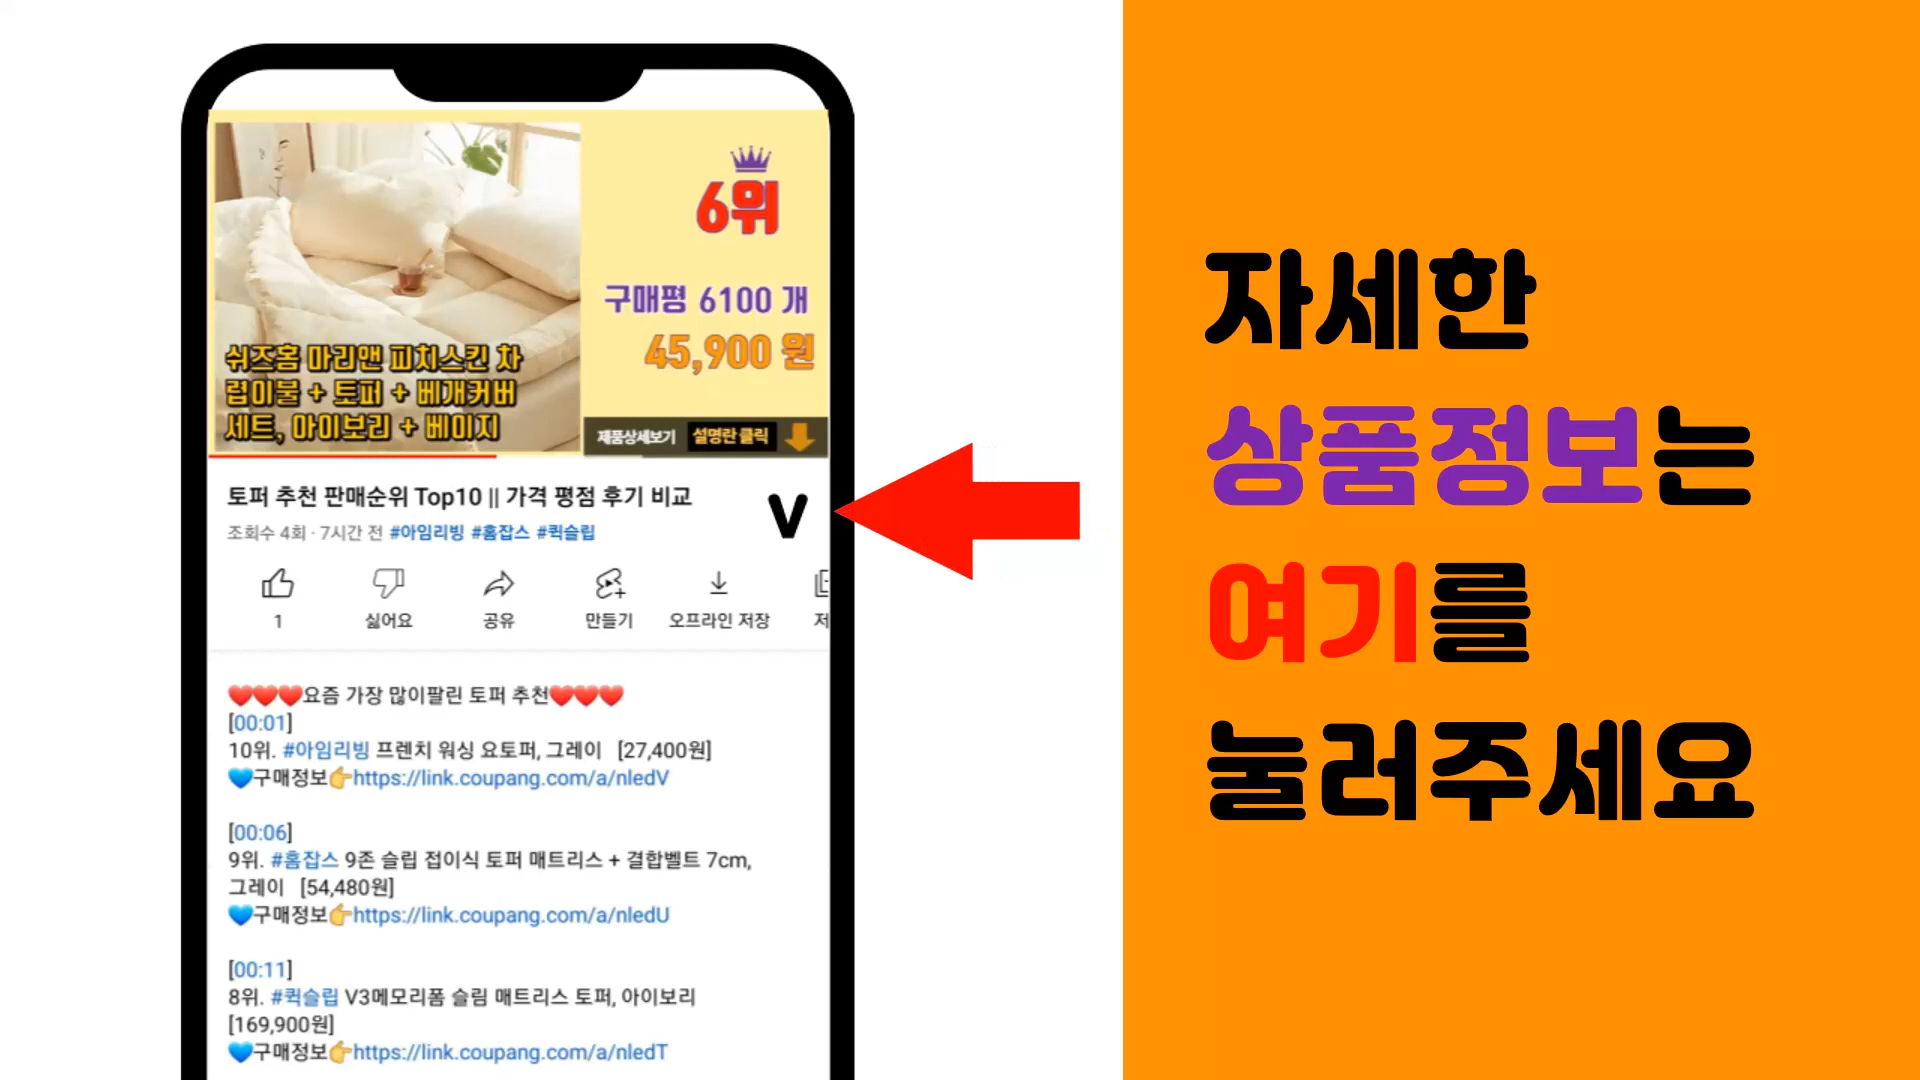 6위
구매평 6100 개
45,900 원
쉬즈홈 마리앤 피치스킨 차
렵이불 + 토퍼 + 베개커버
세트, 아이보리 + 베이지
제품상세보기 설명란 클릭
토퍼 추천 판매순위 Top10 || 가격 평점 후기 비교
V
조회수 4회 · 7시간 전 #아임리빙 #홈잡스 #퀵슬립
1 싫어요 공유 만들기 오프라인 저장 저
❤️❤️❤️요즘 가장 많이팔린 토퍼 추천❤️❤️❤️
[00:01]
10위. #아임리빙 프렌치 워싱 요토퍼, 그레이 [27,400원]
💙구매정보👉https://link.coupang.com/a/nledV
[00:06]
9위. #홈잡스 9존 슬립 접이식 토퍼 매트리스 + 결합벨트 7cm,
그레이 [54,480원]
💙구매정보👉https://link.coupang.com/a/nledU
[00:11]
8위. #퀵슬립 V3메모리폼 슬림 매트리스 토퍼, 아이보리
[169,900원]
💙구매정보👉https://link.coupang.com/a/nledT
자세한
상품정보는
여기를
눌러주세요